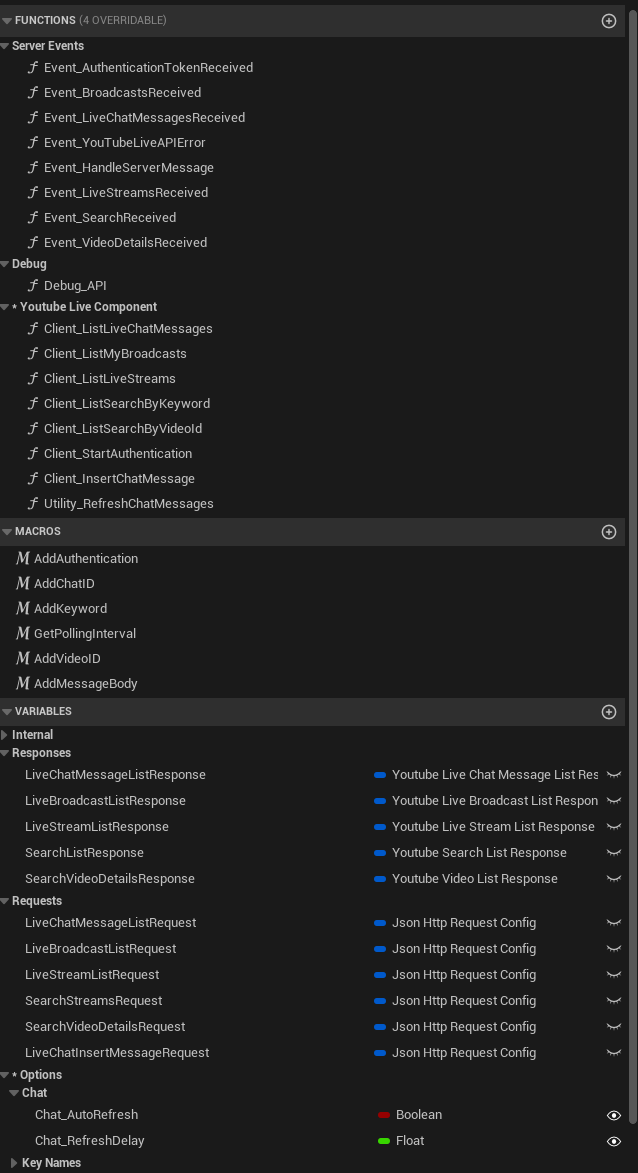 FUNCTIONS (4 OVERRIDABLE)
Server Events
Event_AuthenticationTokenReceived
Event_BroadcastsReceived
Event_LiveChatMessagesReceived
Event_YouTubeLiveAPIError
Event_HandleServerMessage
Event_LiveStreamsReceived
Event_SearchReceived
Event_VideoDetailsReceived
Debug
Debug_API
* Youtube Live Component
Client_ListLiveChatMessages
Client_ListMyBroadcasts
Client_ListLiveStreams
Client_ListSearchByKeyword
Client_ListSearchByVideoId
Client_StartAuthentication
Client_InsertChatMessage
Utility_RefreshChatMessages
MACROS
AddAuthentication
AddChatID
AddKeyword
GetPollingInterval
AddVideoID
AddMessageBody
VARIABLES
Internal
Responses
LiveChatMessageListResponse Youtube Live Chat Message List Res
LiveBroadcastListResponse Youtube Live Broadcast List Respon
LiveStreamListResponse Youtube Live Stream List Response
SearchListResponse Youtube Search List Response
SearchVideoDetailsResponse Youtube Video List Response
Requests
LiveChatMessageListRequest Json Http Request Config
LiveBroadcastListRequest Json Http Request Config
LiveStreamListRequest Json Http Request Config
SearchStreamsRequest Json Http Request Config
SearchVideoDetailsRequest Json Http Request Config
LiveChatInsertMessageRequest Json Http Request Config
* Options
Chat
Chat_AutoRefresh Boolean
Chat_RefreshDelay Float
Key Names